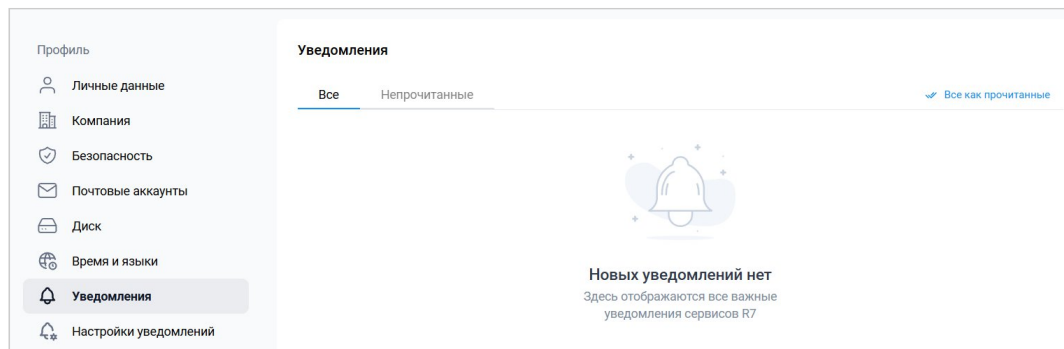 Профиль
Личные данные
Компания
Безопасность
Почтовые аккаунты
Диск
Время и языки
Уведомления
Настройки уведомлений
Уведомления
Все Непрочитанные Все как прочитанные
Новых уведомлений нет
Здесь отображаются все важные
уведомления сервисов R7